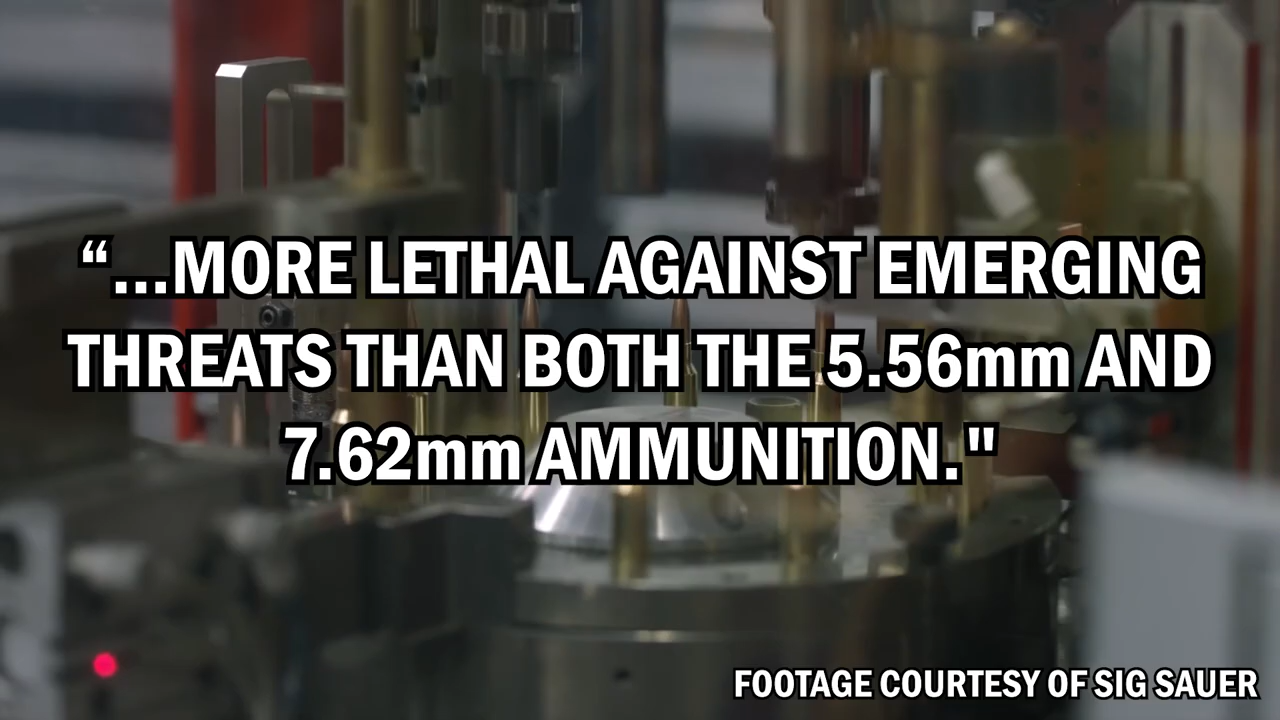 “...MORE LETHAL AGAINST EMERGING
THREATS THAN BOTH THE 5.56mm AND
7.62mm AMMUNITION."
FOOTAGE COURTESY OF SIG SAUER